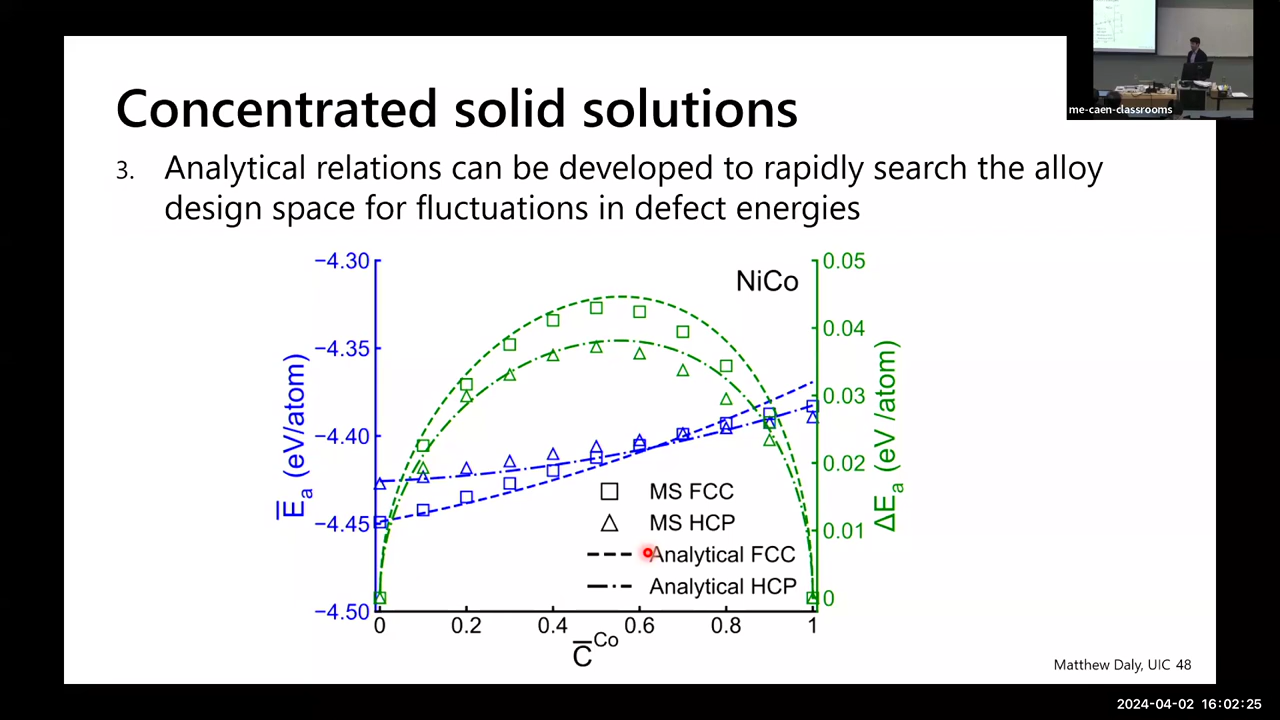 me-caen-classrooms
Concentrated solid solutions
3. Analytical relations can be developed to rapidly search the alloy
design space for fluctuations in defect energies
−4.30
−4.35
−4.40
−4.45
−4.50
E̅a (eV/atom)
NiCo
0.05
0.04
0.03
0.02
0.01
0
ΔEa (eV /atom)
MS FCC
MS HCP
Analytical FCC
Analytical HCP
0 0.2 0.4 0.6 0.8 1
C̅Co
Matthew Daly, UIC 48
2024-04-02 16:02:25